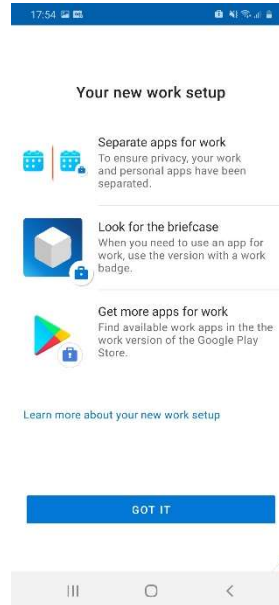 17:54
Your new work setup
Separate apps for work
To ensure privacy, your work
and personal apps have been
separated.
Look for the briefcase
When you need to use an app for
work, use the version with a work
badge.
Get more apps for work
Find available work apps in the the
work version of the Google Play
Store.
Learn more about your new work setup
GOT IT